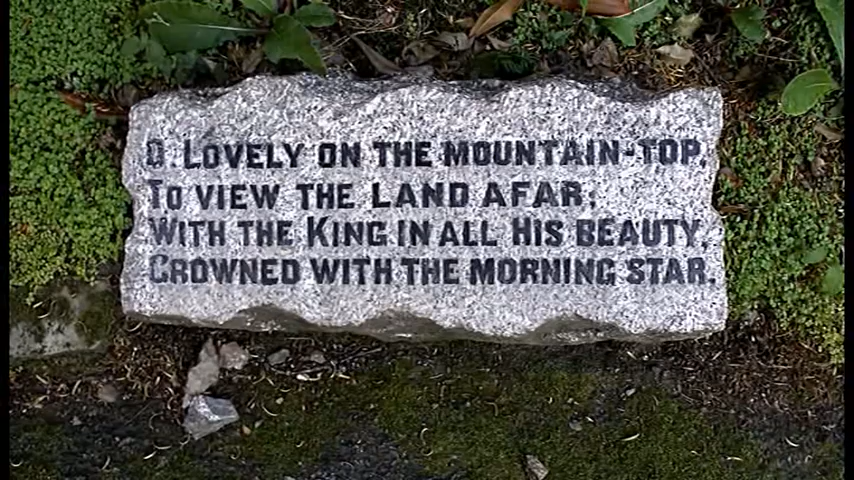 O. LOVELY ON THE MOUNTAIN-TOP,
TO VIEW THE LAND AFAR;
WITH THE KING IN ALL HIS BEAUTY,
CROWNED WITH THE MORNING STAR.